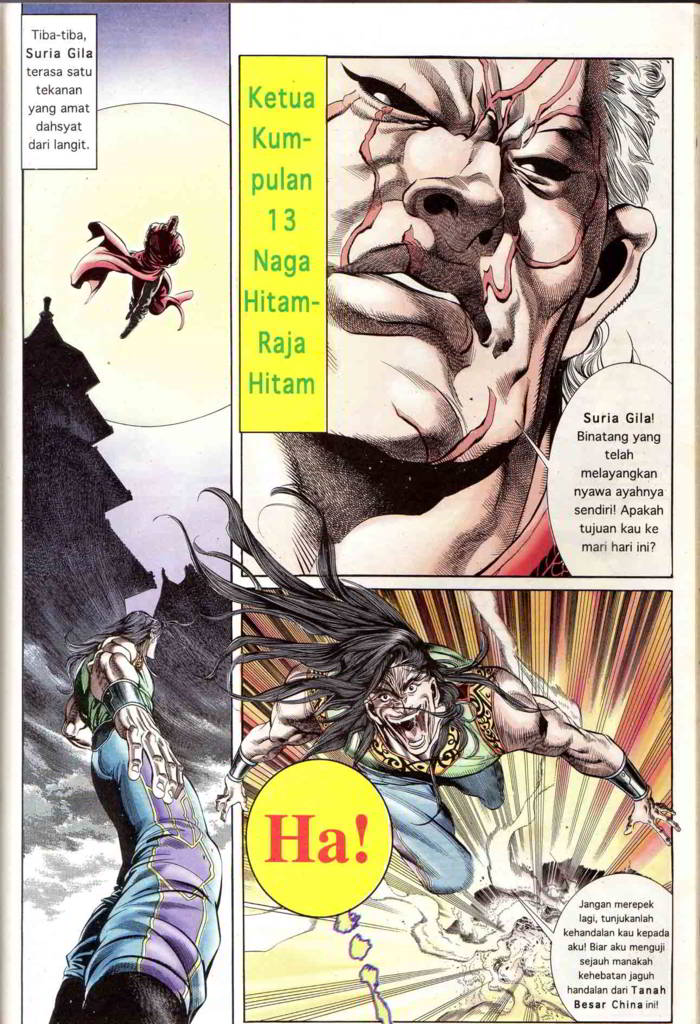 Tiba-tiba,
Suria Gila
terasa satu
tekanan
yang amat
dahsyat
dari langit.
Ketua
Kum-
pulan
13
Naga
Hitam-
Raja
Hitam
Suria Gila!
Binatang yang
telah
melayangkan
nyawa ayahnya
sendiri! Apakah
tujuan kau ke
mari hari ini?
Ha!
Jangan merepek
lagi, tunjukanlah
kehandalan kau kepada
aku! Biar aku menguji
sejauh manakah
kehebatan jaguh
handalan dari Tanah
Besar China ini!